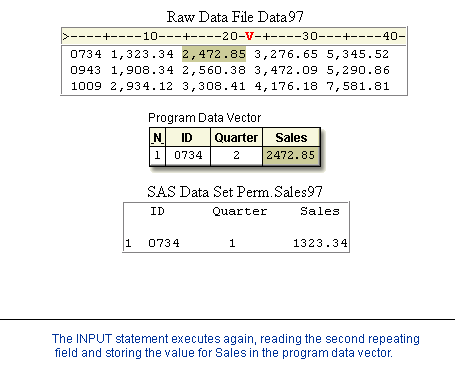 Raw Data File Data97
>----+----10---+----20-V-+----30---+----40-
0734 1,323.34 2,472.85 3,276.65 5,345.52
0943 1,908.34 2,560.38 3,472.09 5,290.86
1009 2,934.12 3,308.41 4,176.18 7,581.81
Program Data Vector
_N_ ID Quarter Sales
1 0734 2 2472.85
SAS Data Set Perm.Sales97
ID Quarter Sales
1 0734 1 1323.34
The INPUT statement executes again, reading the second repeating
field and storing the value for Sales in the program data vector.